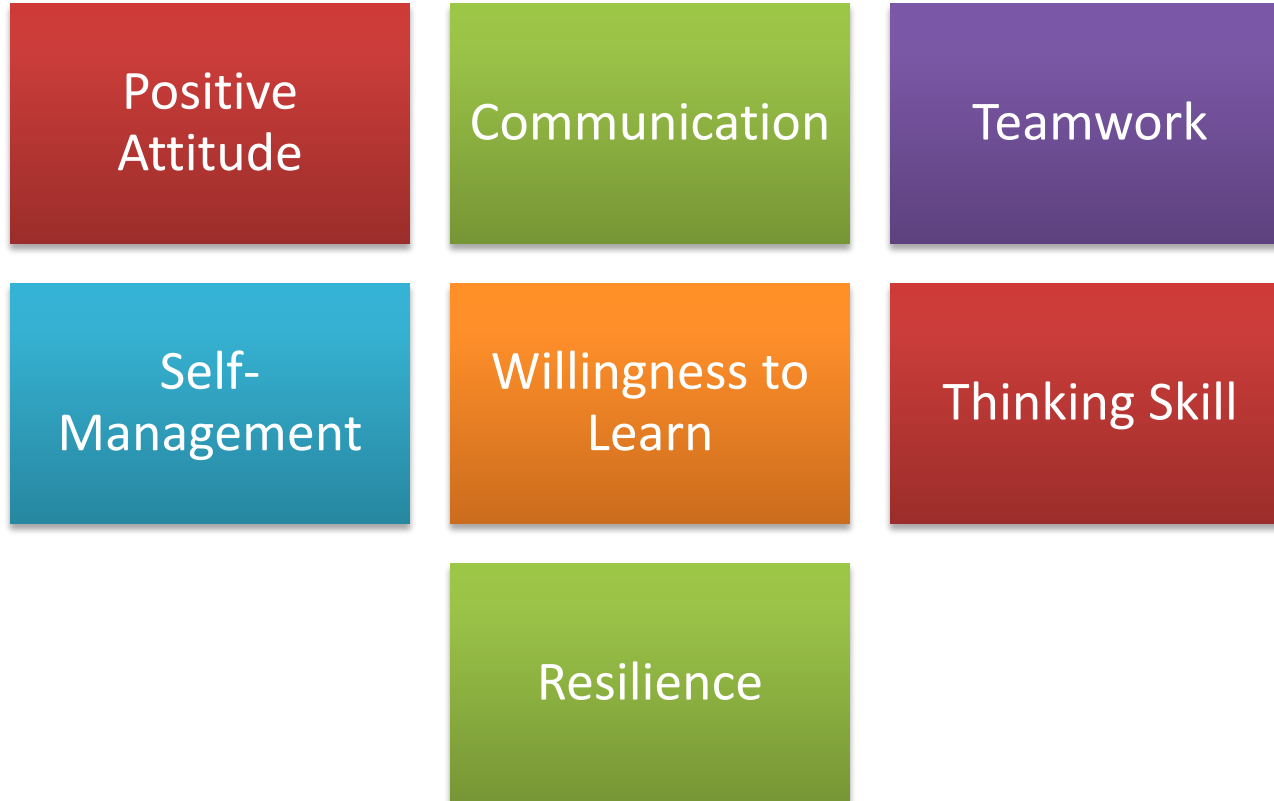 Positive
Attitude
Communication
Teamwork
Self-
Management
Willingness to
Learn
Thinking Skill
Resilience